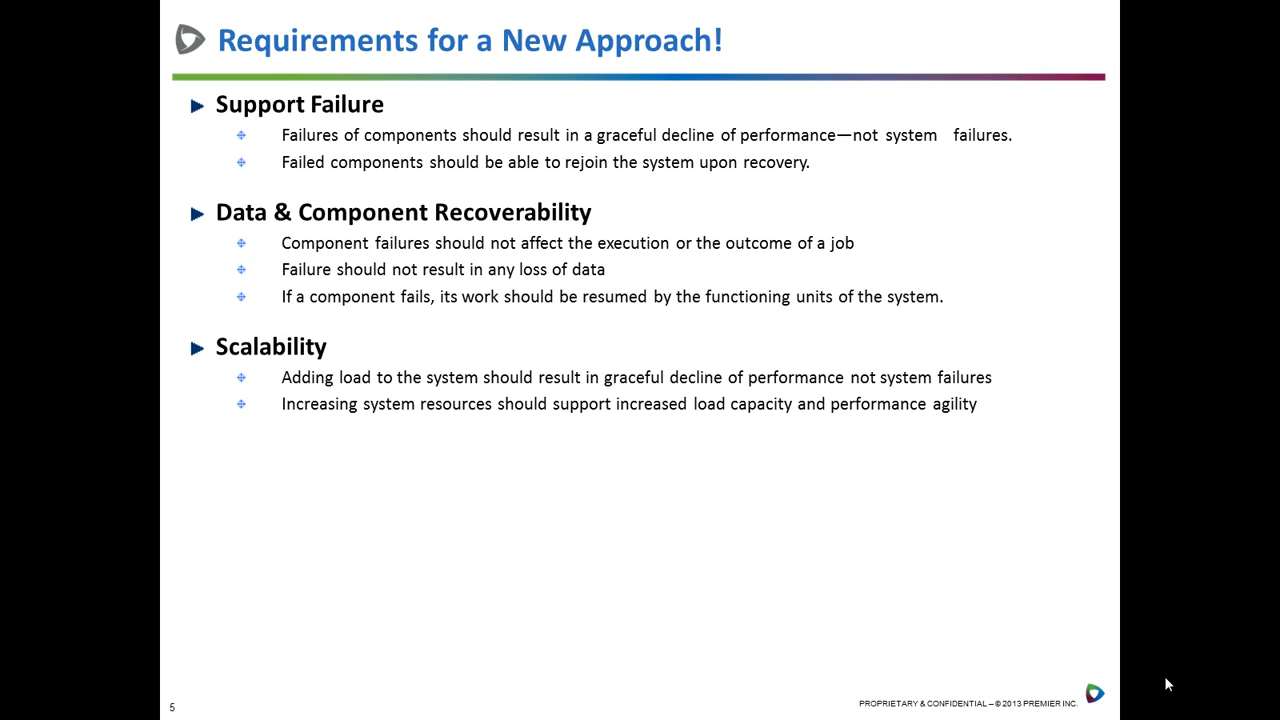 Requirements for a New Approach!
Support Failure
Failures of components should result in a graceful decline of performance—not system failures.
Failed components should be able to rejoin the system upon recovery.
Data & Component Recoverability
Component failures should not affect the execution or the outcome of a job
Failure should not result in any loss of data
If a component fails, its work should be resumed by the functioning units of the system.
Scalability
Adding load to the system should result in graceful decline of performance not system failures
Increasing system resources should support increased load capacity and performance agility
5
PROPRIETARY & CONFIDENTIAL – © 2013 PREMIER INC.